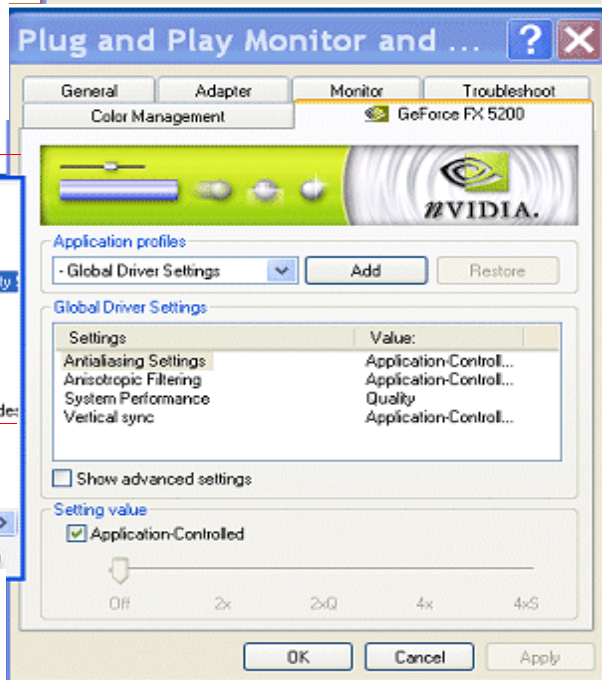 Plug and Play Monitor and ...
General Adapter Monitor Troubleshoot
Color Management GeForce FX 5200
nVIDIA.
Application profiles
- Global Driver Settings Add Restore
Global Driver Settings
Settings Value:
Antialiasing Settings Application-Controll...
Anisotropic Filtering Application-Controll...
System Performance Quality
Vertical sync Application-Controll...
Show advanced settings
Setting value
Application-Controlled
Off 2x 2xQ 4x 4xS
OK Cancel Apply